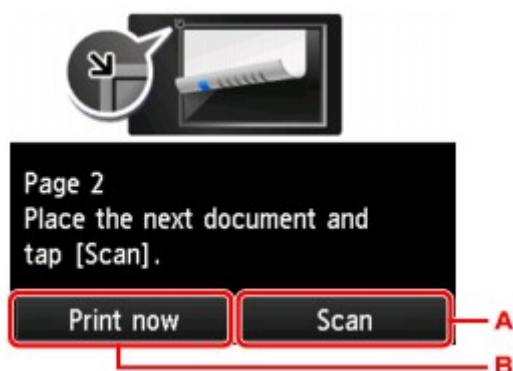 Page 2
Place the next document and
tap [Scan].
Print now
Scan
A
B